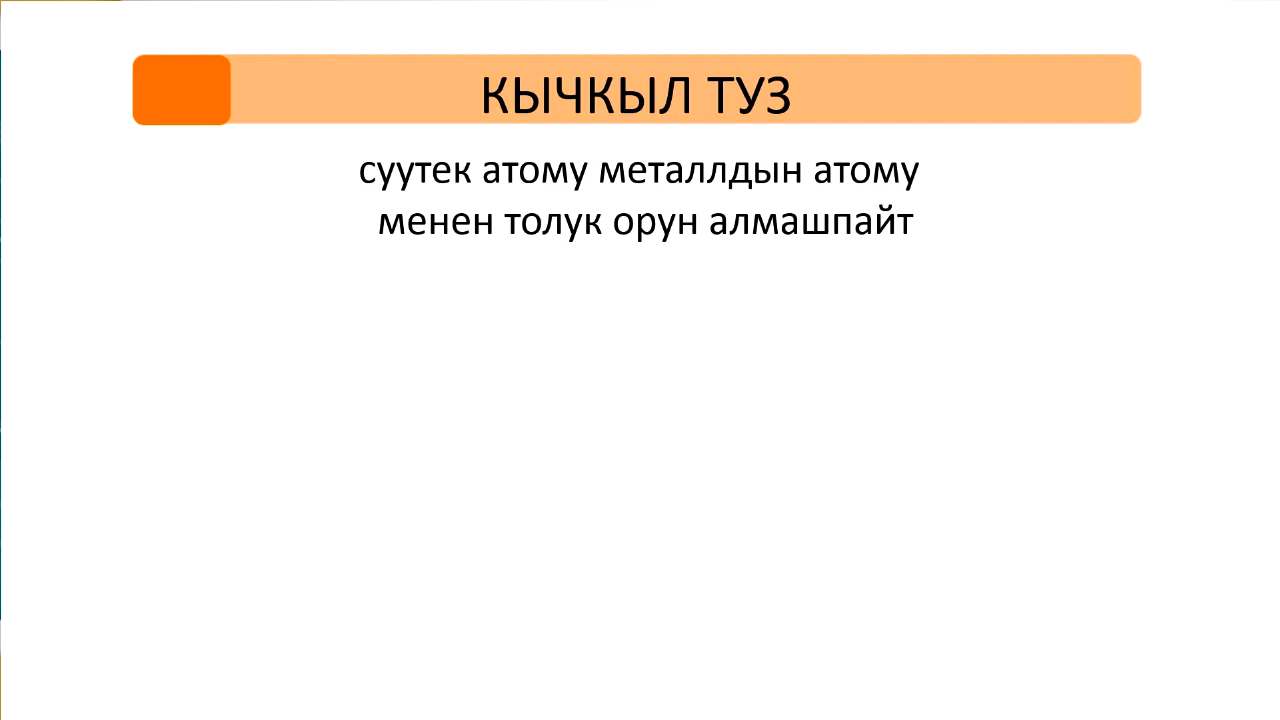 КЫЧКЫЛ ТУЗ
суутек атому металлдын атому
менен толук орун алмашпайт